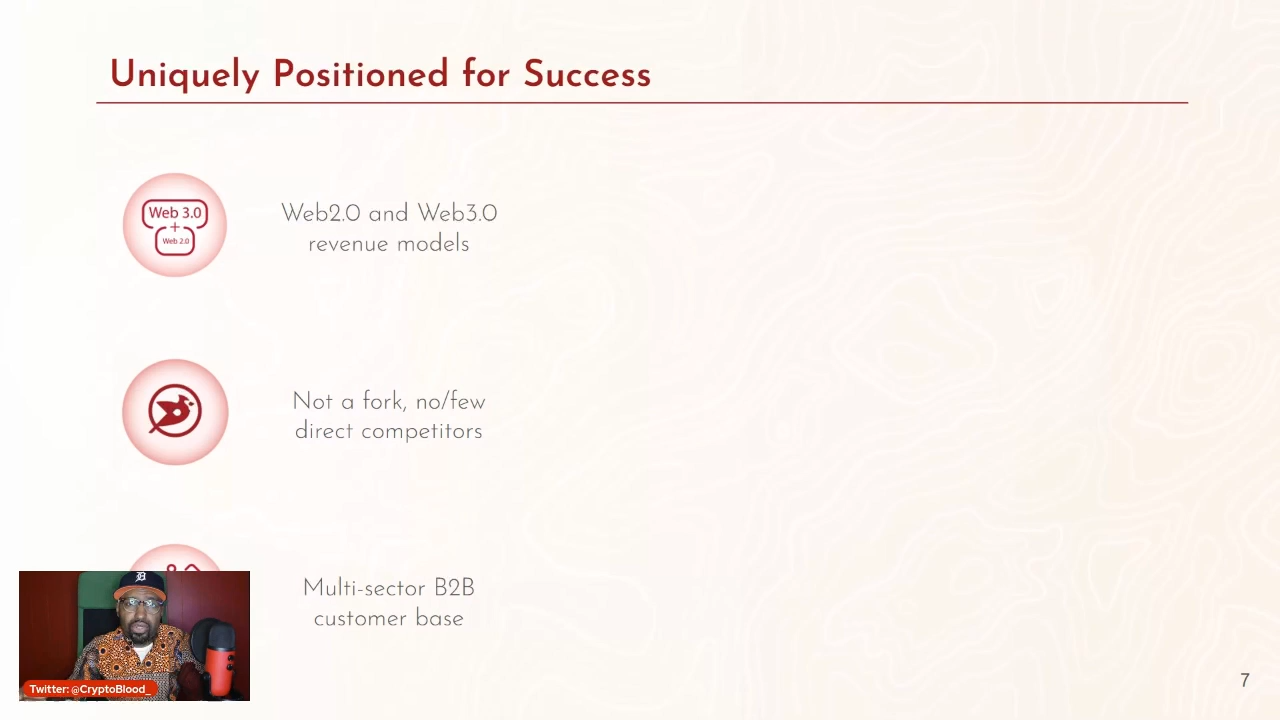 Uniquely Positioned for Success
Web 3.0
+
Web 2.0
Web2.0 and Web3.0
revenue models
Not a fork, no/few
direct competitors
Multi-sector B2B
customer base
D
Twitter: @CryptoBlood_
7